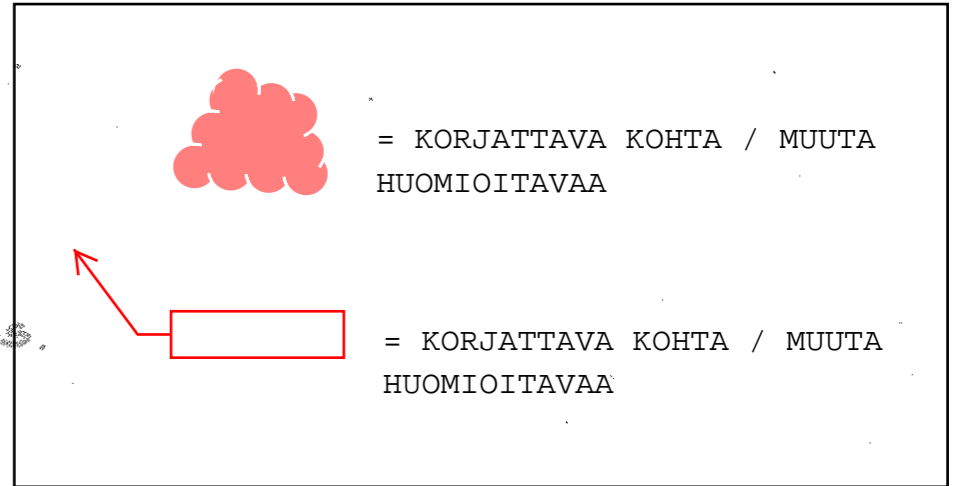 = KORJATTAVA KOHTA / MUUTA
HUOMIOITAVAA
= KORJATTAVA KOHTA / MUUTA
HUOMIOITAVAA